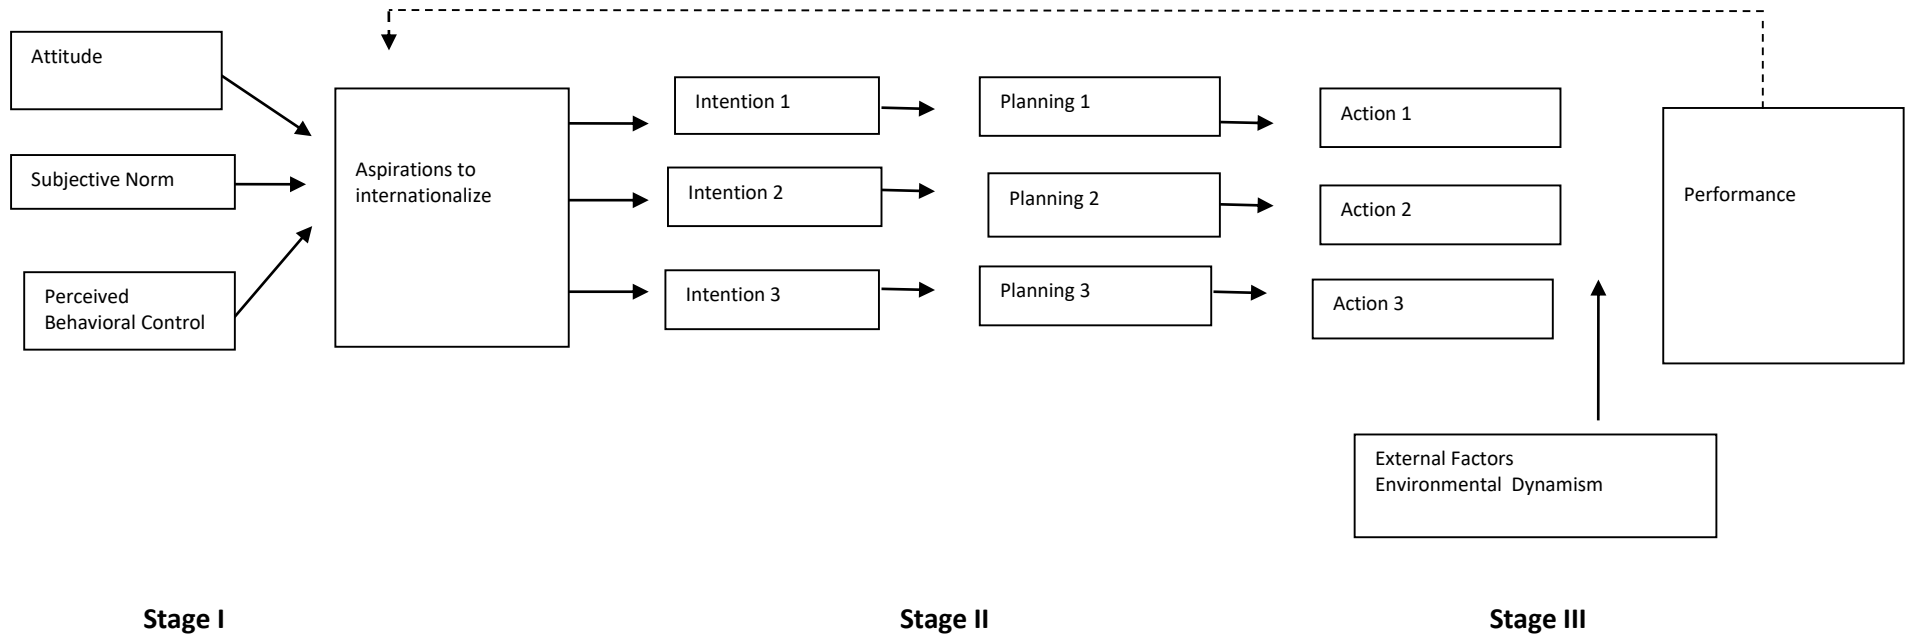 Attitude
Subjective Norm
Perceived
Behavioral Control
Aspirations to
internationalize
Intention 1
Intention 2
Intention 3
Planning 1
Planning 2
Planning 3
Action 1
Action 2
Action 3
Performance
External Factors
Environmental  Dynamism
Stage I
Stage II
Stage III